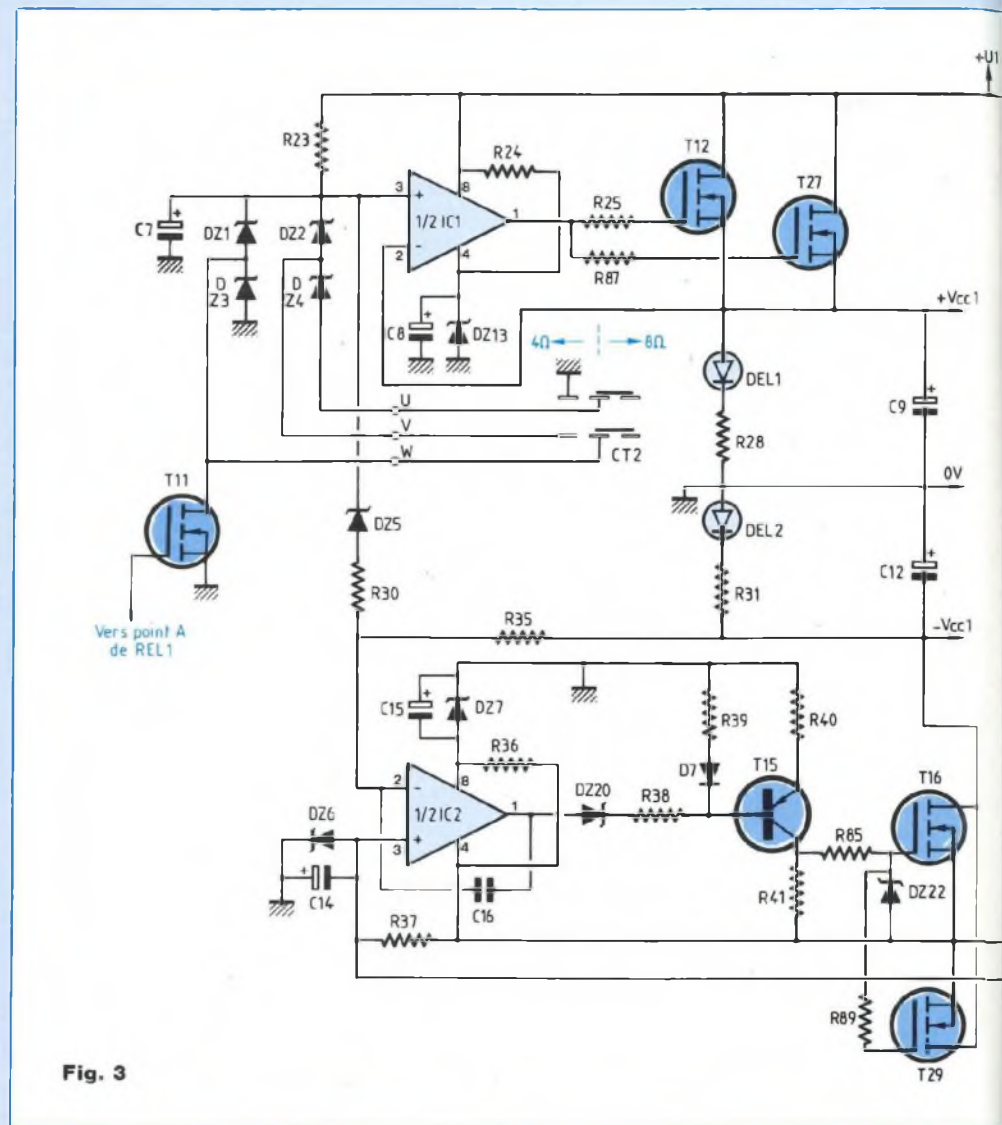 +U1
R23
R24
T12
T27
3
+
8
1/2 IC1
1
-
2
4
R25
R87
C7
+
DZ1
DZ2
D
Z3
D
Z4
C8
+
DZ13
4Ω
8Ω
+Vcc1
DEL1
C9
+
U
V
W
CT2
R28
0V
T11
DEL2
DZ5
C12
+
R30
R31
Vers point A
de REL1
R35
-Vcc1
C15
+
DZ7
R39
R40
R36
D7
T15
T16
2
-
8
1/2 IC2
1
3
+
4
DZ20
R38
DZ6
R85
+
C14
C16
R41
DZ22
R37
R89
T29
Fig. 3